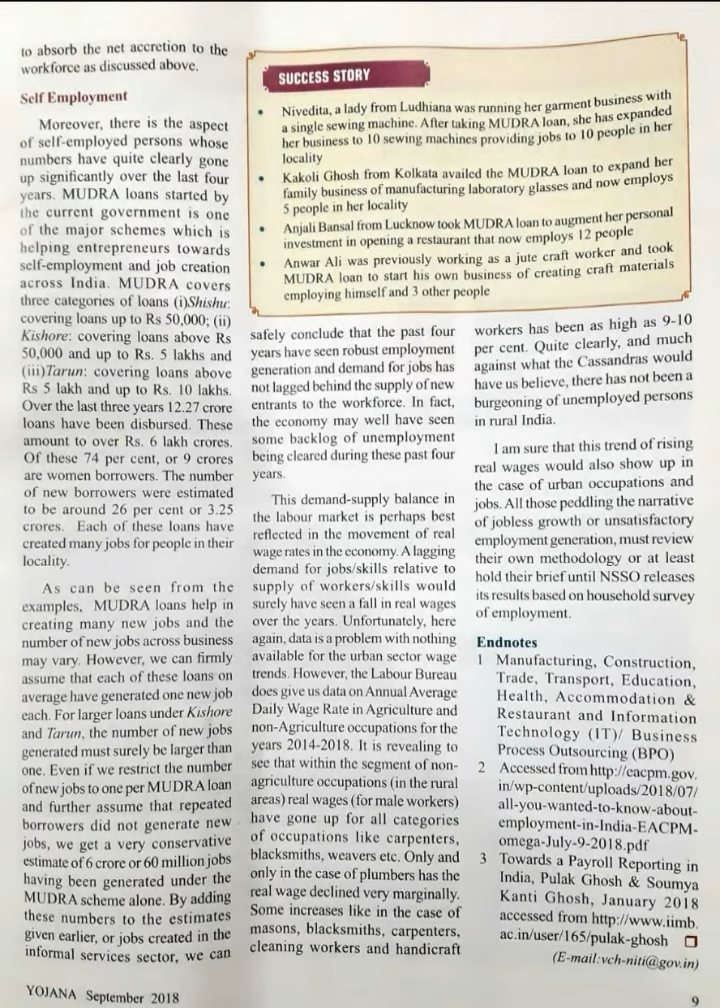 to absorb the net accretion to the
workforce as discussed above.
Self Employment
Moreover, there is the aspect
of self-employed persons whose
numbers have quite clearly gone
up significantly over the last four
years. MUDRA loans started by
the current government is one
of the major schemes which is
helping entrepreneurs towards
self-employment and job creation
across India. MUDRA covers
three categories of loans (i)Shishu:
covering loans up to Rs 50,000; (ii)
Kishore: covering loans above Rs
50,000 and up to Rs. 5 lakhs and
(iii)Tarun: covering loans above
Rs 5 lakh and up to Rs. 10 lakhs.
Over the last three years 12.27 crore
loans have been disbursed. These
amount to over Rs. 6 lakh crores.
Of these 74 per cent, or 9 crores
are women borrowers. The number
of new borrowers were estimated
to be around 26 per cent or 3.25
crores. Each of these loans have
created many jobs for people in their
locality.
As can be seen from the
examples, MUDRA loans help in
creating many new jobs and the
number of new jobs across business
may vary. However, we can firmly
assume that each of these loans on
average have generated one new job
each. For larger loans under Kishore
and Tarun, the number of new jobs
generated must surely be larger than
one. Even if we restrict the number
of new jobs to one per MUDRA loan
and further assume that repeated
borrowers did not generate new
jobs, we get a very conservative
estimate of 6 crore or 60 million jobs
having been generated under the
MUDRA scheme alone. By adding
these numbers to the estimates
given earlier, or jobs created in the
informal services sector, we can
SUCCESS STORY
• Nivedita, a lady from Ludhiana was running her garment business with
a single sewing machine. After taking MUDRA loan, she has expanded
her business to 10 sewing machines providing jobs to 10 people in her
locality
• Kakoli Ghosh from Kolkata availed the MUDRA loan to expand her
family business of manufacturing laboratory glasses and now employs
5 people in her locality
• Anjali Bansal from Lucknow took MUDRA loan to augment her personal
investment in opening a restaurant that now employs 12 people
• Anwar Ali was previously working as a jute craft worker and took
MUDRA loan to start his own business of creating craft materials
employing himself and 3 other people
safely conclude that the past four
years have seen robust employment
generation and demand for jobs has
not lagged behind the supply of new
entrants to the workforce. In fact,
the economy may well have seen
some backlog of unemployment
being cleared during these past four
years.
This demand-supply balance in
the labour market is perhaps best
reflected in the movement of real
wage rates in the economy. A lagging
demand for jobs/skills relative to
supply of workers/skills would
surely have seen a fall in real wages
over the years. Unfortunately, here
again, data is a problem with nothing
available for the urban sector wage
trends. However, the Labour Bureau
does give us data on Annual Average
Daily Wage Rate in Agriculture and
non-Agriculture occupations for the
years 2014-2018. It is revealing to
see that within the segment of non-
agriculture occupations (in the rural
areas) real wages (for male workers)
have gone up for all categories
of occupations like carpenters,
blacksmiths, weavers etc. Only and
only in the case of plumbers has the
real wage declined very marginally.
Some increases like in the case of
masons, blacksmiths, carpenters,
cleaning workers and handicraft
workers has been as high as 9-10
per cent. Quite clearly, and much
against what the Cassandras would
have us believe, there has not been a
burgeoning of unemployed persons
in rural India.
I am sure that this trend of rising
real wages would also show up in
the case of urban occupations and
jobs. All those peddling the narrative
of jobless growth or unsatisfactory
employment generation, must review
their own methodology or at least
hold their brief until NSSO releases
its results based on household survey
of employment.
Endnotes
1 Manufacturing, Construction,
Trade, Transport, Education,
Health, Accommodation &
Restaurant and Information
Technology (IT)/ Business
Process Outsourcing (BPO)
2 Accessed from http://eacpm.gov.
in/wp-content/uploads/2018/07/
all-you-wanted-to-know-about-
employment-in-India-EACPM-
omega-July-9-2018.pdf
3 Towards a Payroll Reporting in
India, Pulak Ghosh & Soumya
Kanti Ghosh, January 2018
accessed from http://www.iimb.
ac.in/user/165/pulak-ghosh
(E-mail:vch-niti@gov.in)
YOJANA September 2018
9